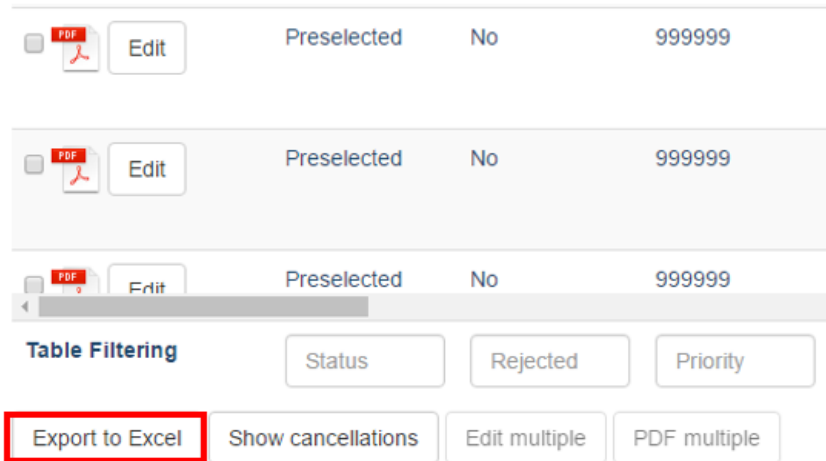 PDF Edit Preselected No 999999
PDF Edit Preselected No 999999
PDF Edit Preselected No 999999
Table Filtering Status Rejected Priority
Export to Excel Show cancellations Edit multiple PDF multiple